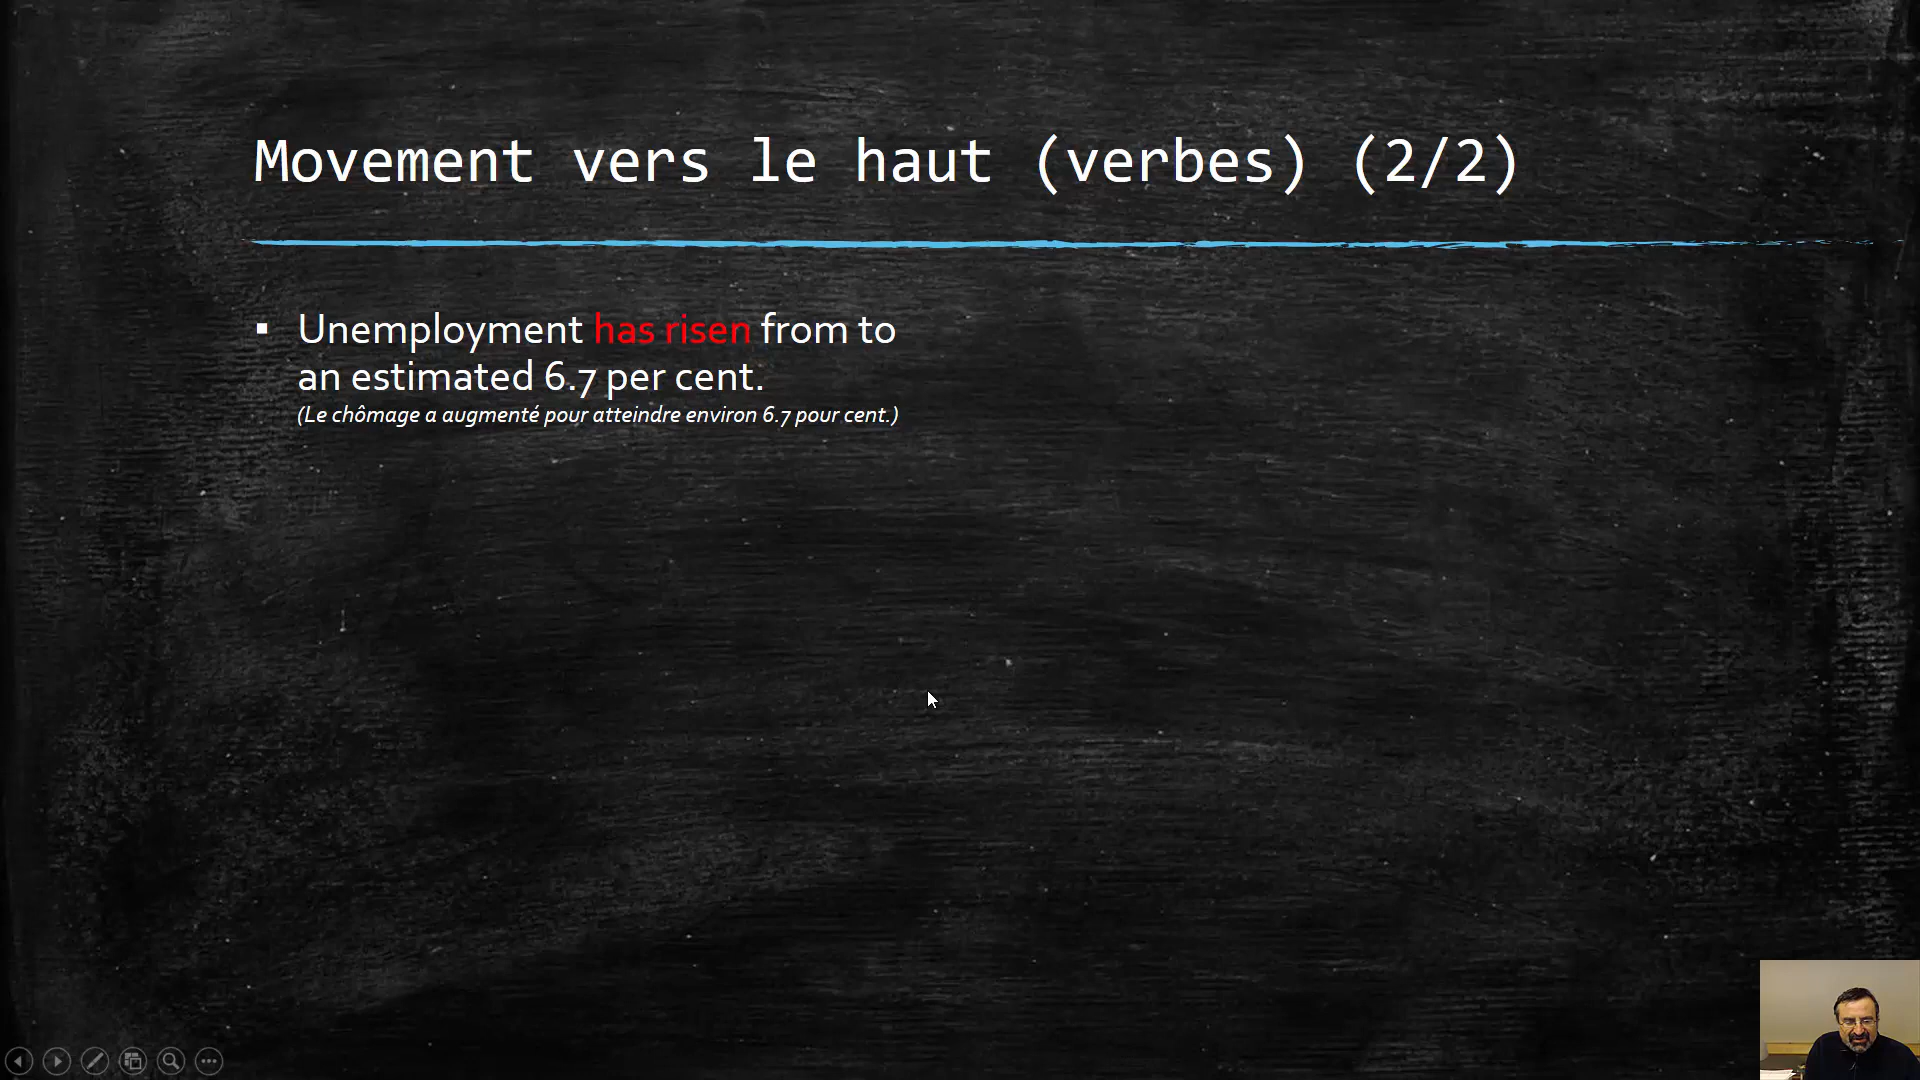 Movement vers le haut (verbes) (2/2)
▪ Unemployment has risen from to
an estimated 6.7 per cent.
(Le chômage a augmenté pour atteindre environ 6.7 pour cent.)